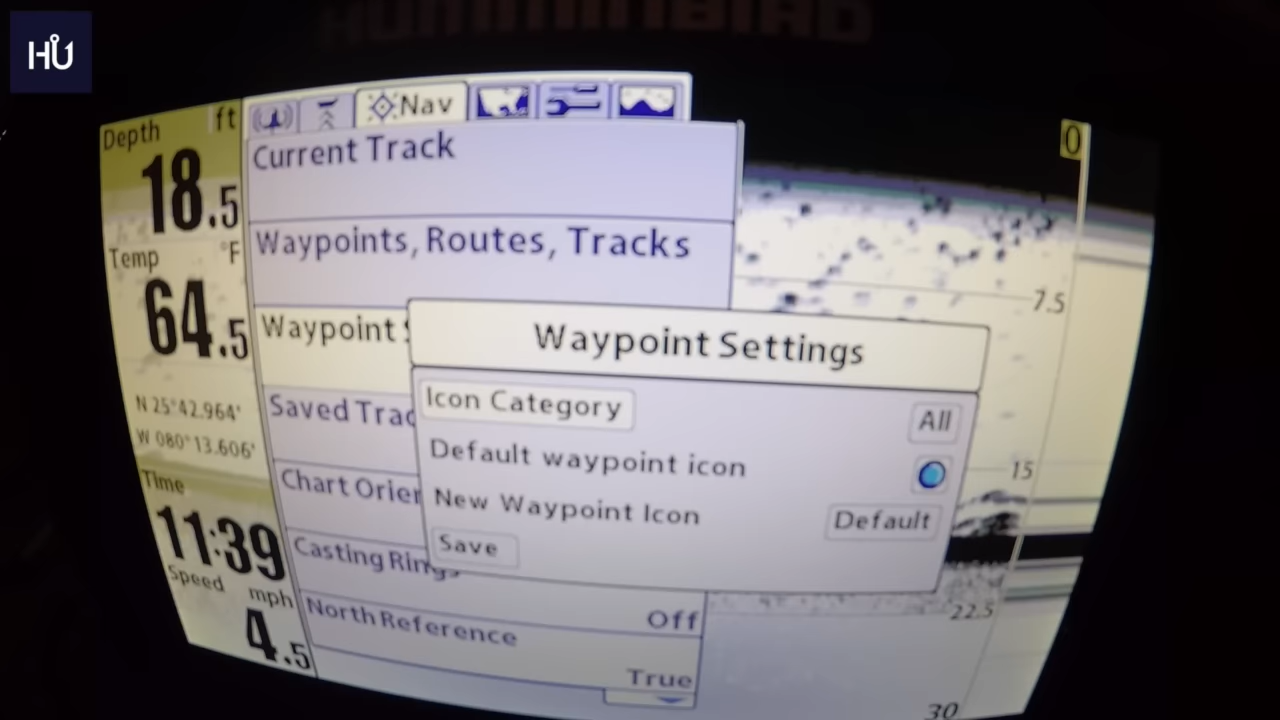 HUMMINBIRD
HU
Nav
Depth ft
18.5
Temp °F
64.5
N 25°42.964'
W 080°13.606'
Time
11:39
Speed mph
4.5
Current Track
Waypoints, Routes, Tracks
Waypoint S
Saved Trac
Chart Orien
Casting Rings
Off
North Reference
True
Waypoint Settings
Icon Category All
Default waypoint icon
New Waypoint Icon Default
Save
0
7.5
15
22.5
30